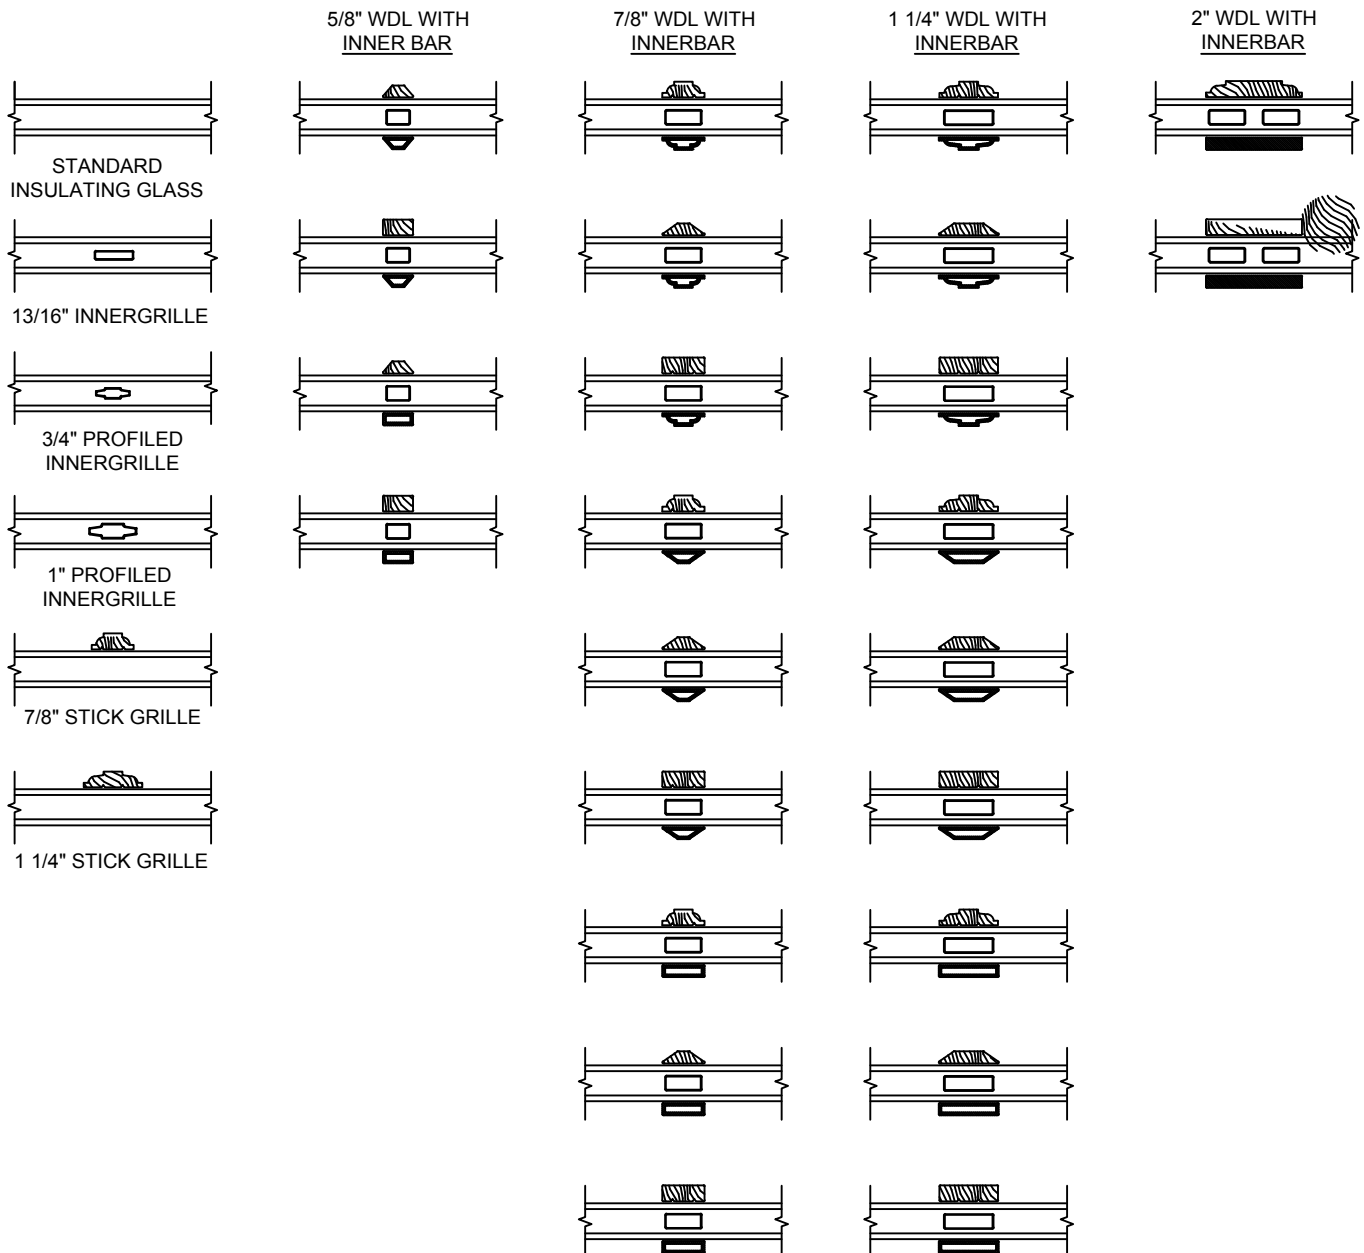 5/8" WDL WITH
INNER BAR
7/8" WDL WITH
INNERBAR
1 1/4" WDL WITH
INNERBAR
2" WDL WITH
INNERBAR
STANDARD
INSULATING GLASS
13/16" INNERGRILLE
3/4" PROFILED
INNERGRILLE
1" PROFILED
INNERGRILLE
7/8" STICK GRILLE
1 1/4" STICK GRILLE